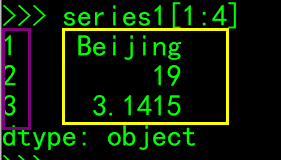 >>> series1[1:4]
1 Beijing
2 19
3 3.1415
dtype: object
>>>